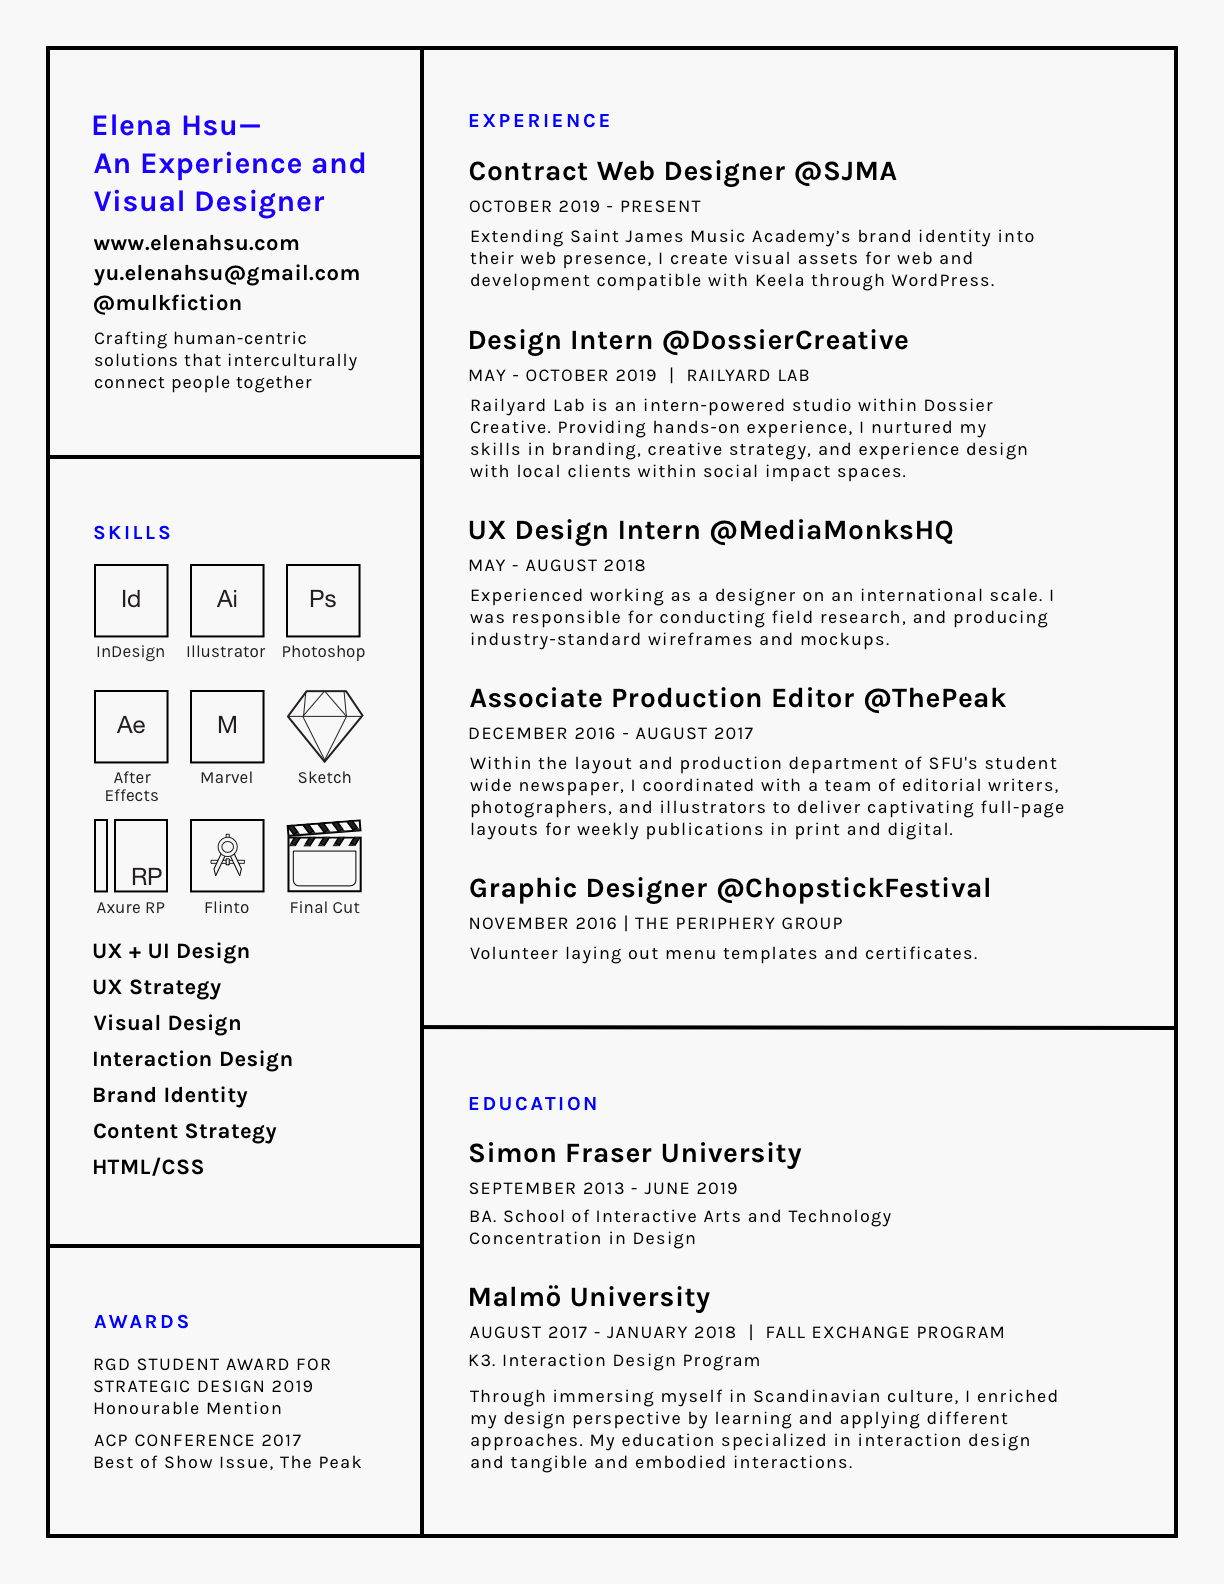 Elena Hsu—
An Experience and
Visual Designer
www.elenahsu.com
yu.elenahsu@gmail.com
@mulkfiction
Crafting human-centric
solutions that interculturally
connect people together
SKILLS
Id Ai Ps
InDesign Illustrator Photoshop
Ae M
After Marvel Sketch
Effects
RP
Axure RP Flinto Final Cut
UX + UI Design
UX Strategy
Visual Design
Interaction Design
Brand Identity
Content Strategy
HTML/CSS
AWARDS
RGD STUDENT AWARD FOR
STRATEGIC DESIGN 2019
Honourable Mention
ACP CONFERENCE 2017
Best of Show Issue, The Peak
EXPERIENCE
Contract Web Designer @SJMA
OCTOBER 2019 - PRESENT
Extending Saint James Music Academy’s brand identity into
their web presence, I create visual assets for web and
development compatible with Keela through WordPress.
Design Intern @DossierCreative
MAY - OCTOBER 2019 | RAILYARD LAB
Railyard Lab is an intern-powered studio within Dossier
Creative. Providing hands-on experience, I nurtured my
skills in branding, creative strategy, and experience design
with local clients within social impact spaces.
UX Design Intern @MediaMonksHQ
MAY - AUGUST 2018
Experienced working as a designer on an international scale. I
was responsible for conducting field research, and producing
industry-standard wireframes and mockups.
Associate Production Editor @ThePeak
DECEMBER 2016 - AUGUST 2017
Within the layout and production department of SFU's student
wide newspaper, I coordinated with a team of editorial writers,
photographers, and illustrators to deliver captivating full-page
layouts for weekly publications in print and digital.
Graphic Designer @ChopstickFestival
NOVEMBER 2016 | THE PERIPHERY GROUP
Volunteer laying out menu templates and certificates.
EDUCATION
Simon Fraser University
SEPTEMBER 2013 - JUNE 2019
BA. School of Interactive Arts and Technology
Concentration in Design
Malmö University
AUGUST 2017 - JANUARY 2018 | FALL EXCHANGE PROGRAM
K3. Interaction Design Program
Through immersing myself in Scandinavian culture, I enriched
my design perspective by learning and applying different
approaches. My education specialized in interaction design
and tangible and embodied interactions.